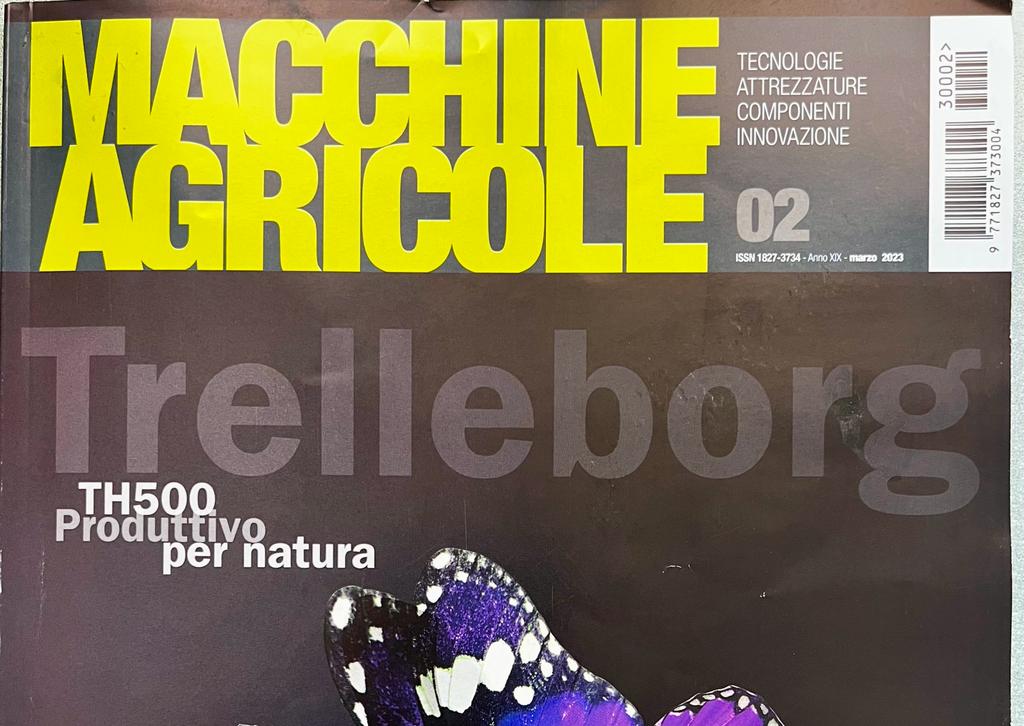 MACCHINE
AGRICOLE
TECNOLOGIE
ATTREZZATURE
COMPONENTI
INNOVAZIONE
02
ISSN 1827-3734 - Anno XIX - marzo 2023
30002>
9 771827 373004
Trelleborg
TH500
Produttivo
per natura